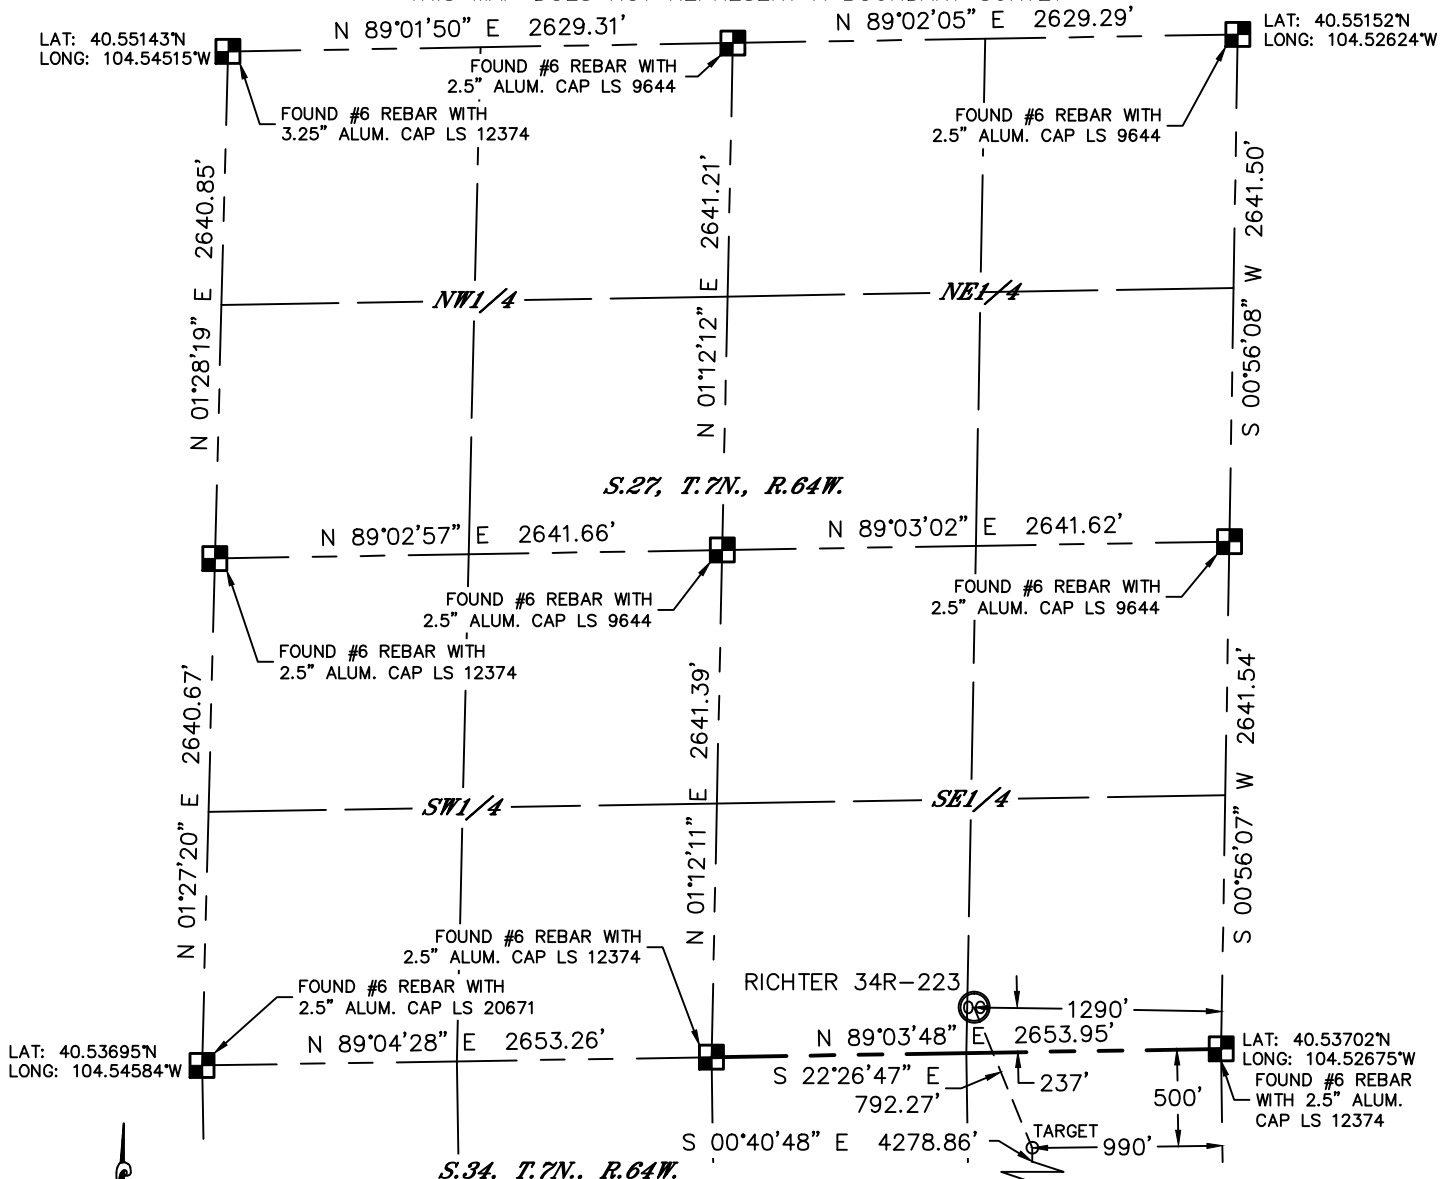 N 89°01'50" E 2629.31'
N 89°02'05" E 2629.29'
LAT: 40.55143°N
LONG: 104.54515°W
LAT: 40.55152°N
LONG: 104.52624°W
FOUND #6 REBAR WITH
2.5" ALUM. CAP LS 9644
FOUND #6 REBAR WITH
3.25" ALUM. CAP LS 12374
FOUND #6 REBAR WITH
2.5" ALUM. CAP LS 9644
N 01°28'19" E 2640.85'
N 01°12'12" E 2641.21'
S 00°56'08" W 2641.50'
NW1/4
NE1/4
S.27, T.7N., R.64W.
N 89°02'57" E 2641.66'
N 89°03'02" E 2641.62'
FOUND #6 REBAR WITH
2.5" ALUM. CAP LS 9644
FOUND #6 REBAR WITH
2.5" ALUM. CAP LS 9644
FOUND #6 REBAR WITH
2.5" ALUM. CAP LS 12374
N 01°27'20" E 2640.67'
N 01°12'11" E 2641.39'
S 00°56'07" W 2641.54'
SW1/4
SE1/4
FOUND #6 REBAR WITH
2.5" ALUM. CAP LS 12374
FOUND #6 REBAR WITH
2.5" ALUM. CAP LS 20671
RICHTER 34R-223
1290'
N 89°04'28" E 2653.26'
N 89°03'48" E 2653.95'
LAT: 40.53695°N
LONG: 104.54584°W
LAT: 40.53702°N
LONG: 104.52675°W
FOUND #6 REBAR
WITH 2.5" ALUM.
CAP LS 12374
S 22°26'47" E
792.27'
237'
500'
TARGET
990'
S 00°40'48" E 4278.86'
S.34, T.7N., R.64W.